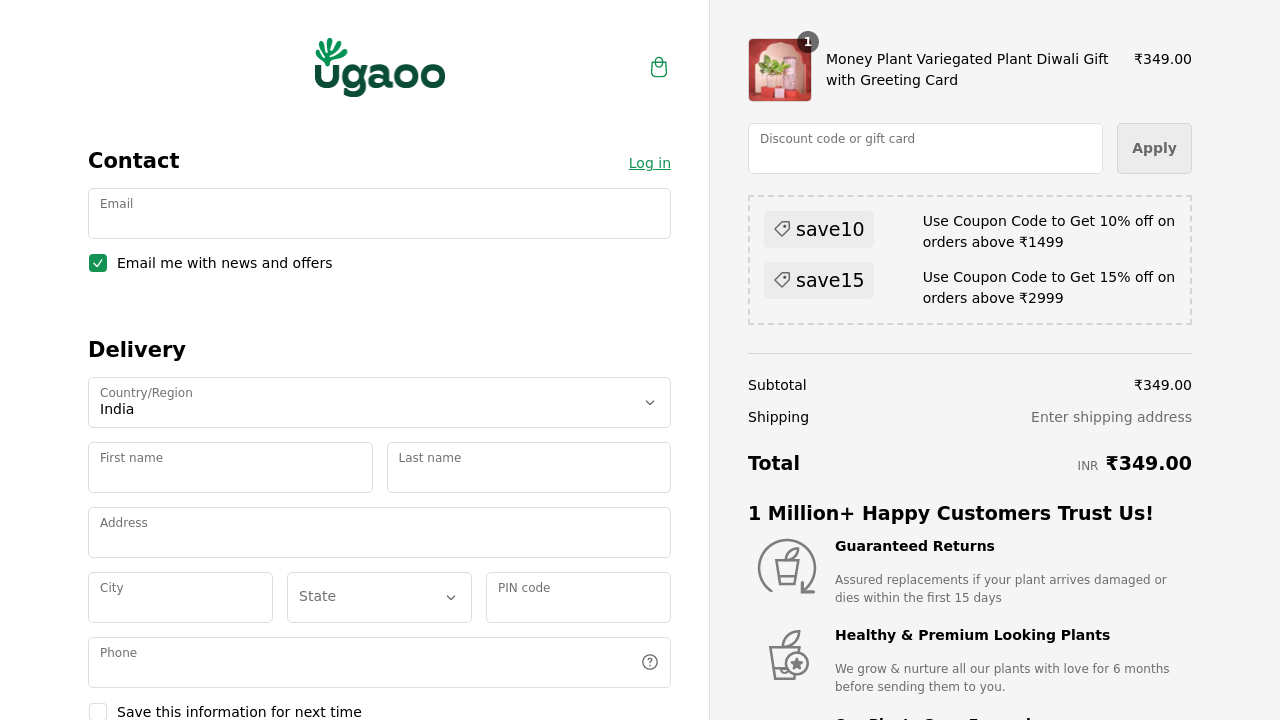 Ugaoo
Contact
Log in
Email
Email me with news and offers
Delivery
Country/Region
India
First name
Last name
Address
City
State
PIN code
Phone
Save this information for next time
1
Money Plant Variegated Plant Diwali Gift
with Greeting Card
₹349.00
Discount code or gift card
Apply
save10
Use Coupon Code to Get 10% off on
orders above ₹1499
save15
Use Coupon Code to Get 15% off on
orders above ₹2999
Subtotal
₹349.00
Shipping
Enter shipping address
Total
INR ₹349.00
1 Million+ Happy Customers Trust Us!
Guaranteed Returns
Assured replacements if your plant arrives damaged or
dies within the first 15 days
Healthy & Premium Looking Plants
We grow & nurture all our plants with love for 6 months
before sending them to you.